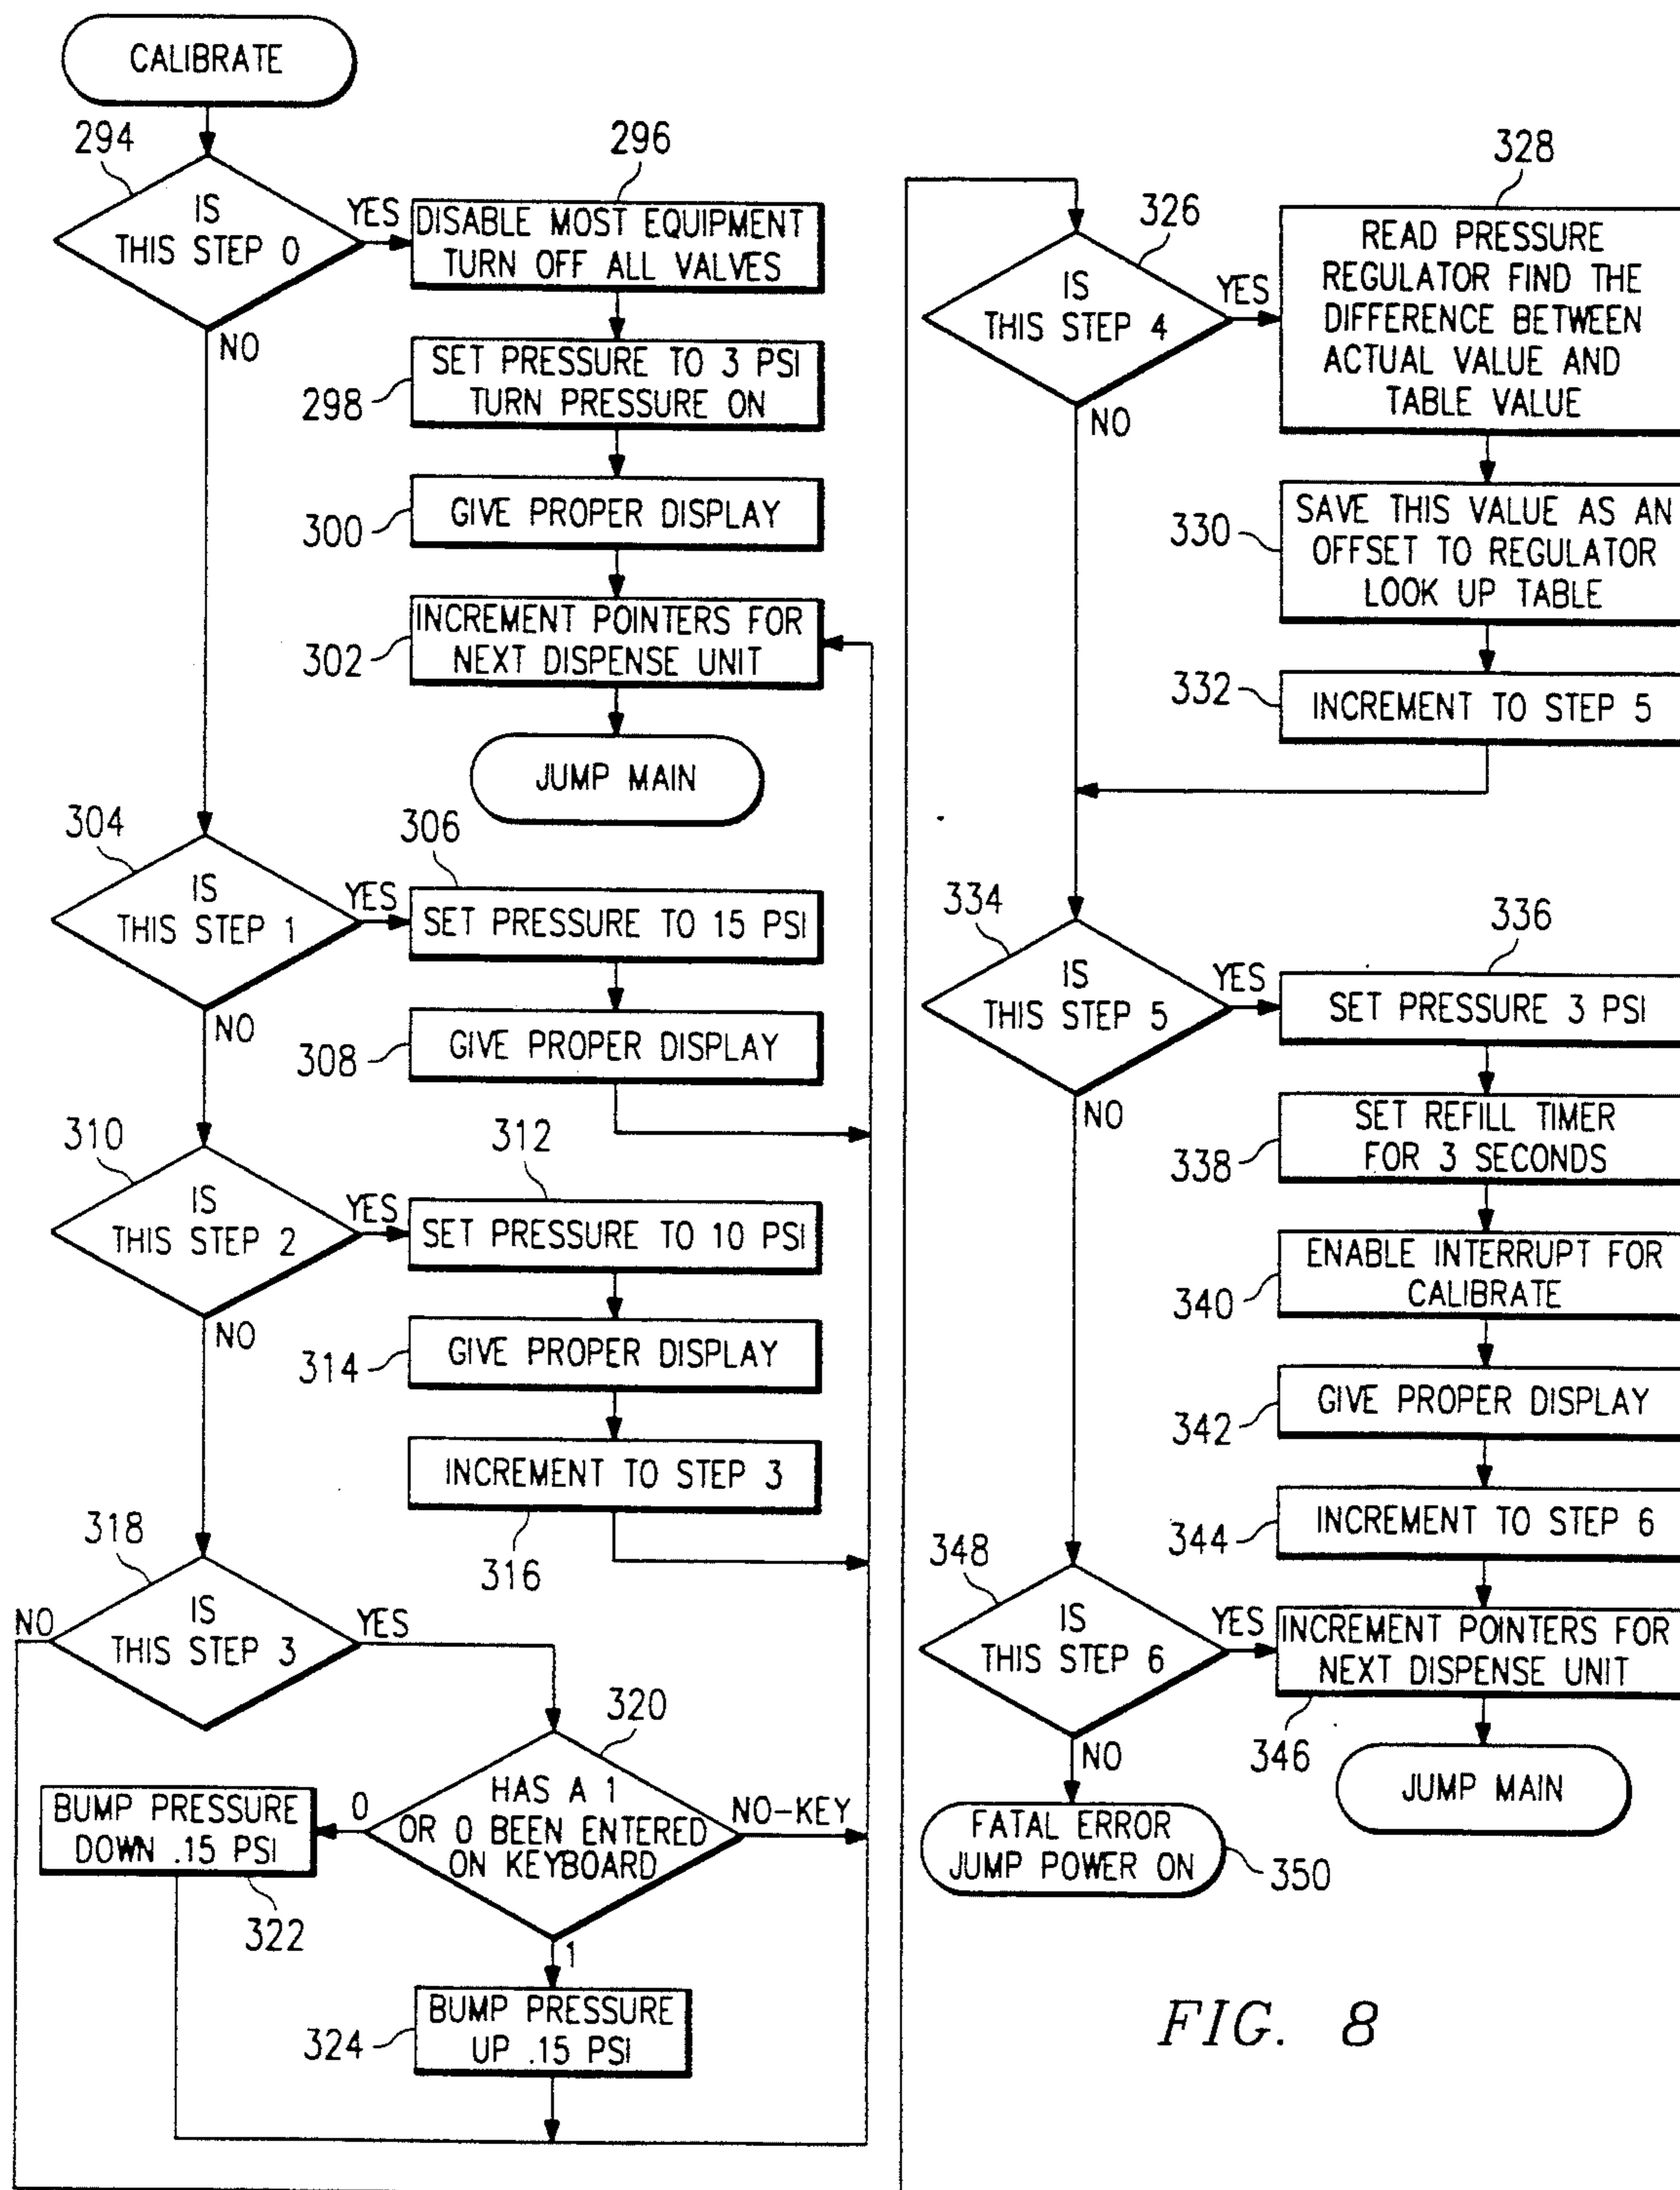 CALIBRATE
294
IS
THIS STEP 0
YES
NO
296
DISABLE MOST EQUIPMENT
TURN OFF ALL VALVES
298
SET PRESSURE TO 3 PSI
TURN PRESSURE ON
300
GIVE PROPER DISPLAY
302
INCREMENT POINTERS FOR
NEXT DISPENSE UNIT
JUMP MAIN
304
IS
THIS STEP 1
YES
NO
306
SET PRESSURE TO 15 PSI
308
GIVE PROPER DISPLAY
310
IS
THIS STEP 2
YES
NO
312
SET PRESSURE TO 10 PSI
314
GIVE PROPER DISPLAY
INCREMENT TO STEP 3
316
318
IS
THIS STEP 3
NO
YES
320
HAS A 1
OR 0 BEEN ENTERED
ON KEYBOARD
0
NO-KEY
1
BUMP PRESSURE
DOWN .15 PSI
322
324
BUMP PRESSURE
UP .15 PSI
326
IS
THIS STEP 4
YES
NO
328
READ PRESSURE
REGULATOR FIND THE
DIFFERENCE BETWEEN
ACTUAL VALUE AND
TABLE VALUE
330
SAVE THIS VALUE AS AN
OFFSET TO REGULATOR
LOOK UP TABLE
332
INCREMENT TO STEP 5
334
IS
THIS STEP 5
YES
NO
336
SET PRESSURE 3 PSI
338
SET REFILL TIMER
FOR 3 SECONDS
340
ENABLE INTERRUPT FOR
CALIBRATE
342
GIVE PROPER DISPLAY
344
INCREMENT TO STEP 6
348
IS
THIS STEP 6
YES
NO
INCREMENT POINTERS FOR
NEXT DISPENSE UNIT
346
JUMP MAIN
FATAL ERROR
JUMP POWER ON
350
FIG. 8